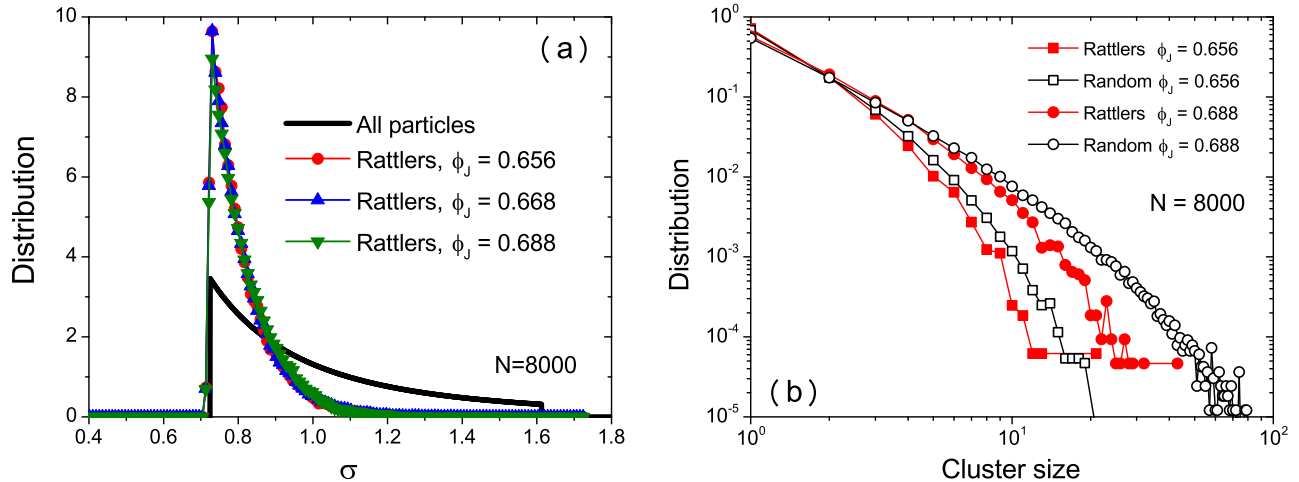 (a)
All particles
Rattlers, ϕJ = 0.656
Rattlers, ϕJ = 0.668
Rattlers, ϕJ = 0.688
N=8000
Distribution
10
8
6
4
2
0
0.4 0.6 0.8 1.0 1.2 1.4 1.6 1.8
σ
(b)
Rattlers ϕJ = 0.656
Random ϕJ = 0.656
Rattlers ϕJ = 0.688
Random ϕJ = 0.688
N = 8000
Distribution
10^0
10^-1
10^-2
10^-3
10^-4
10^-5
10^0 10^1 10^2
Cluster size